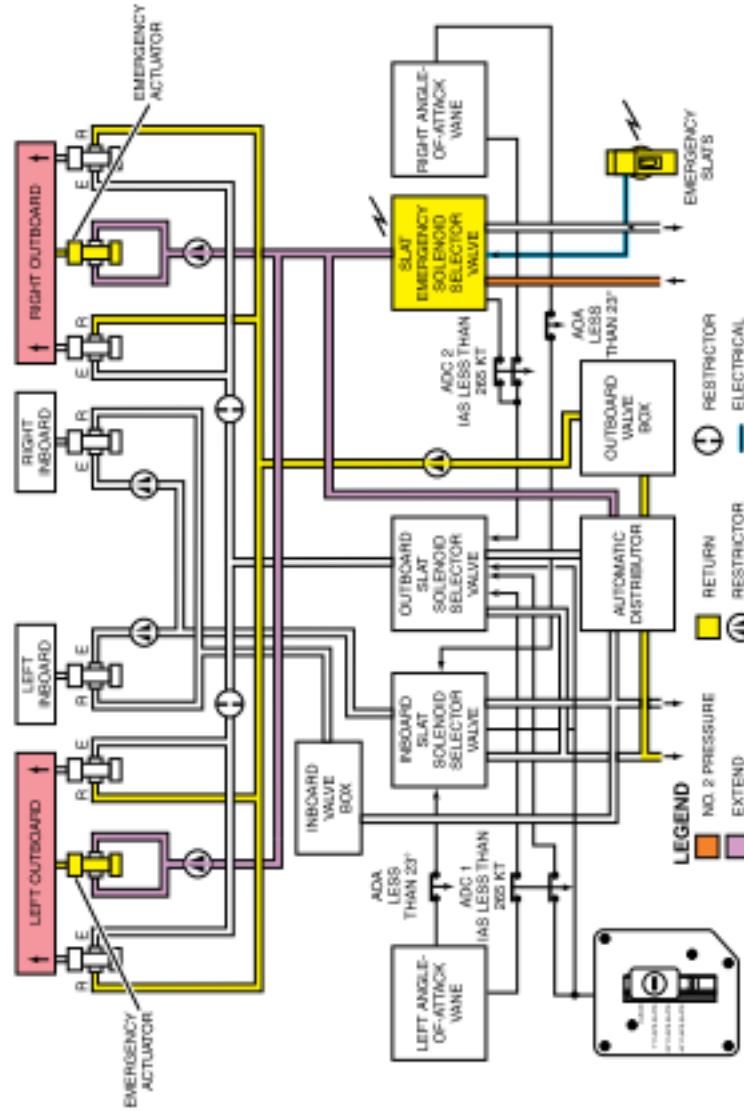 EMERGENCY
ACTUATOR
EMERGENCY
ACTUATOR
LEFT OUTBOARD
LEFT
INBOARD
RIGHT
INBOARD
RIGHT OUTBOARD
R
E
R
E
R
E
E
R
E
R
E
R
INBOARD
VALVE
BOX
LEFT ANGLE-
OF-ATTACK
VANE
AOA
LESS
THAN 23°
ADC 1
IAS LESS THAN
265 KT
INBOARD
SLAT
SOLENOID
SELECTOR
VALVE
OUTBOARD
SLAT
SOLENOID
SELECTOR
VALVE
ADC 2
IAS LESS THAN
265 KT
SLAT
EMERGENCY
SOLENOID
SELECTOR
VALVE
RIGHT ANGLE-
OF-ATTACK
VANE
AOA
LESS
THAN 23°
AUTOMATIC
DISTRIBUTOR
OUTBOARD
VALVE
BOX
EMERGENCY
SLATS
LEGEND
NO. 2 PRESSURE
RETURN
RESTRICTOR
EXTEND
RESTRICTOR
ELECTRICAL